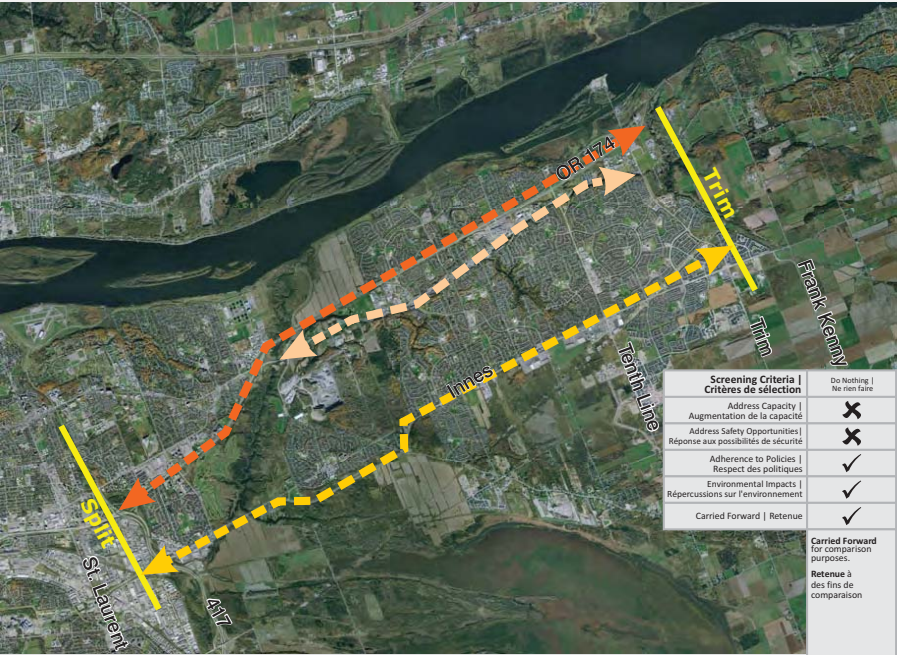 OR 174
Trim
Frank Kenny
Trim
Tenth Line
Innes
Split
St. Laurent
417
Screening Criteria |
Critères de sélection
Do Nothing |
Ne rien faire
Address Capacity |
Augmentation de la capacité
✘
Address Safety Opportunities|
Réponse aux possibilités de sécurité
✘
Adherence to Policies |
Respect des politiques
✓
Environmental Impacts |
Répercussions sur l'environnement
✓
Carried Forward | Retenue
✓
Carried Forward
for comparison
purposes.
Retenue à
des fins de
comparaison